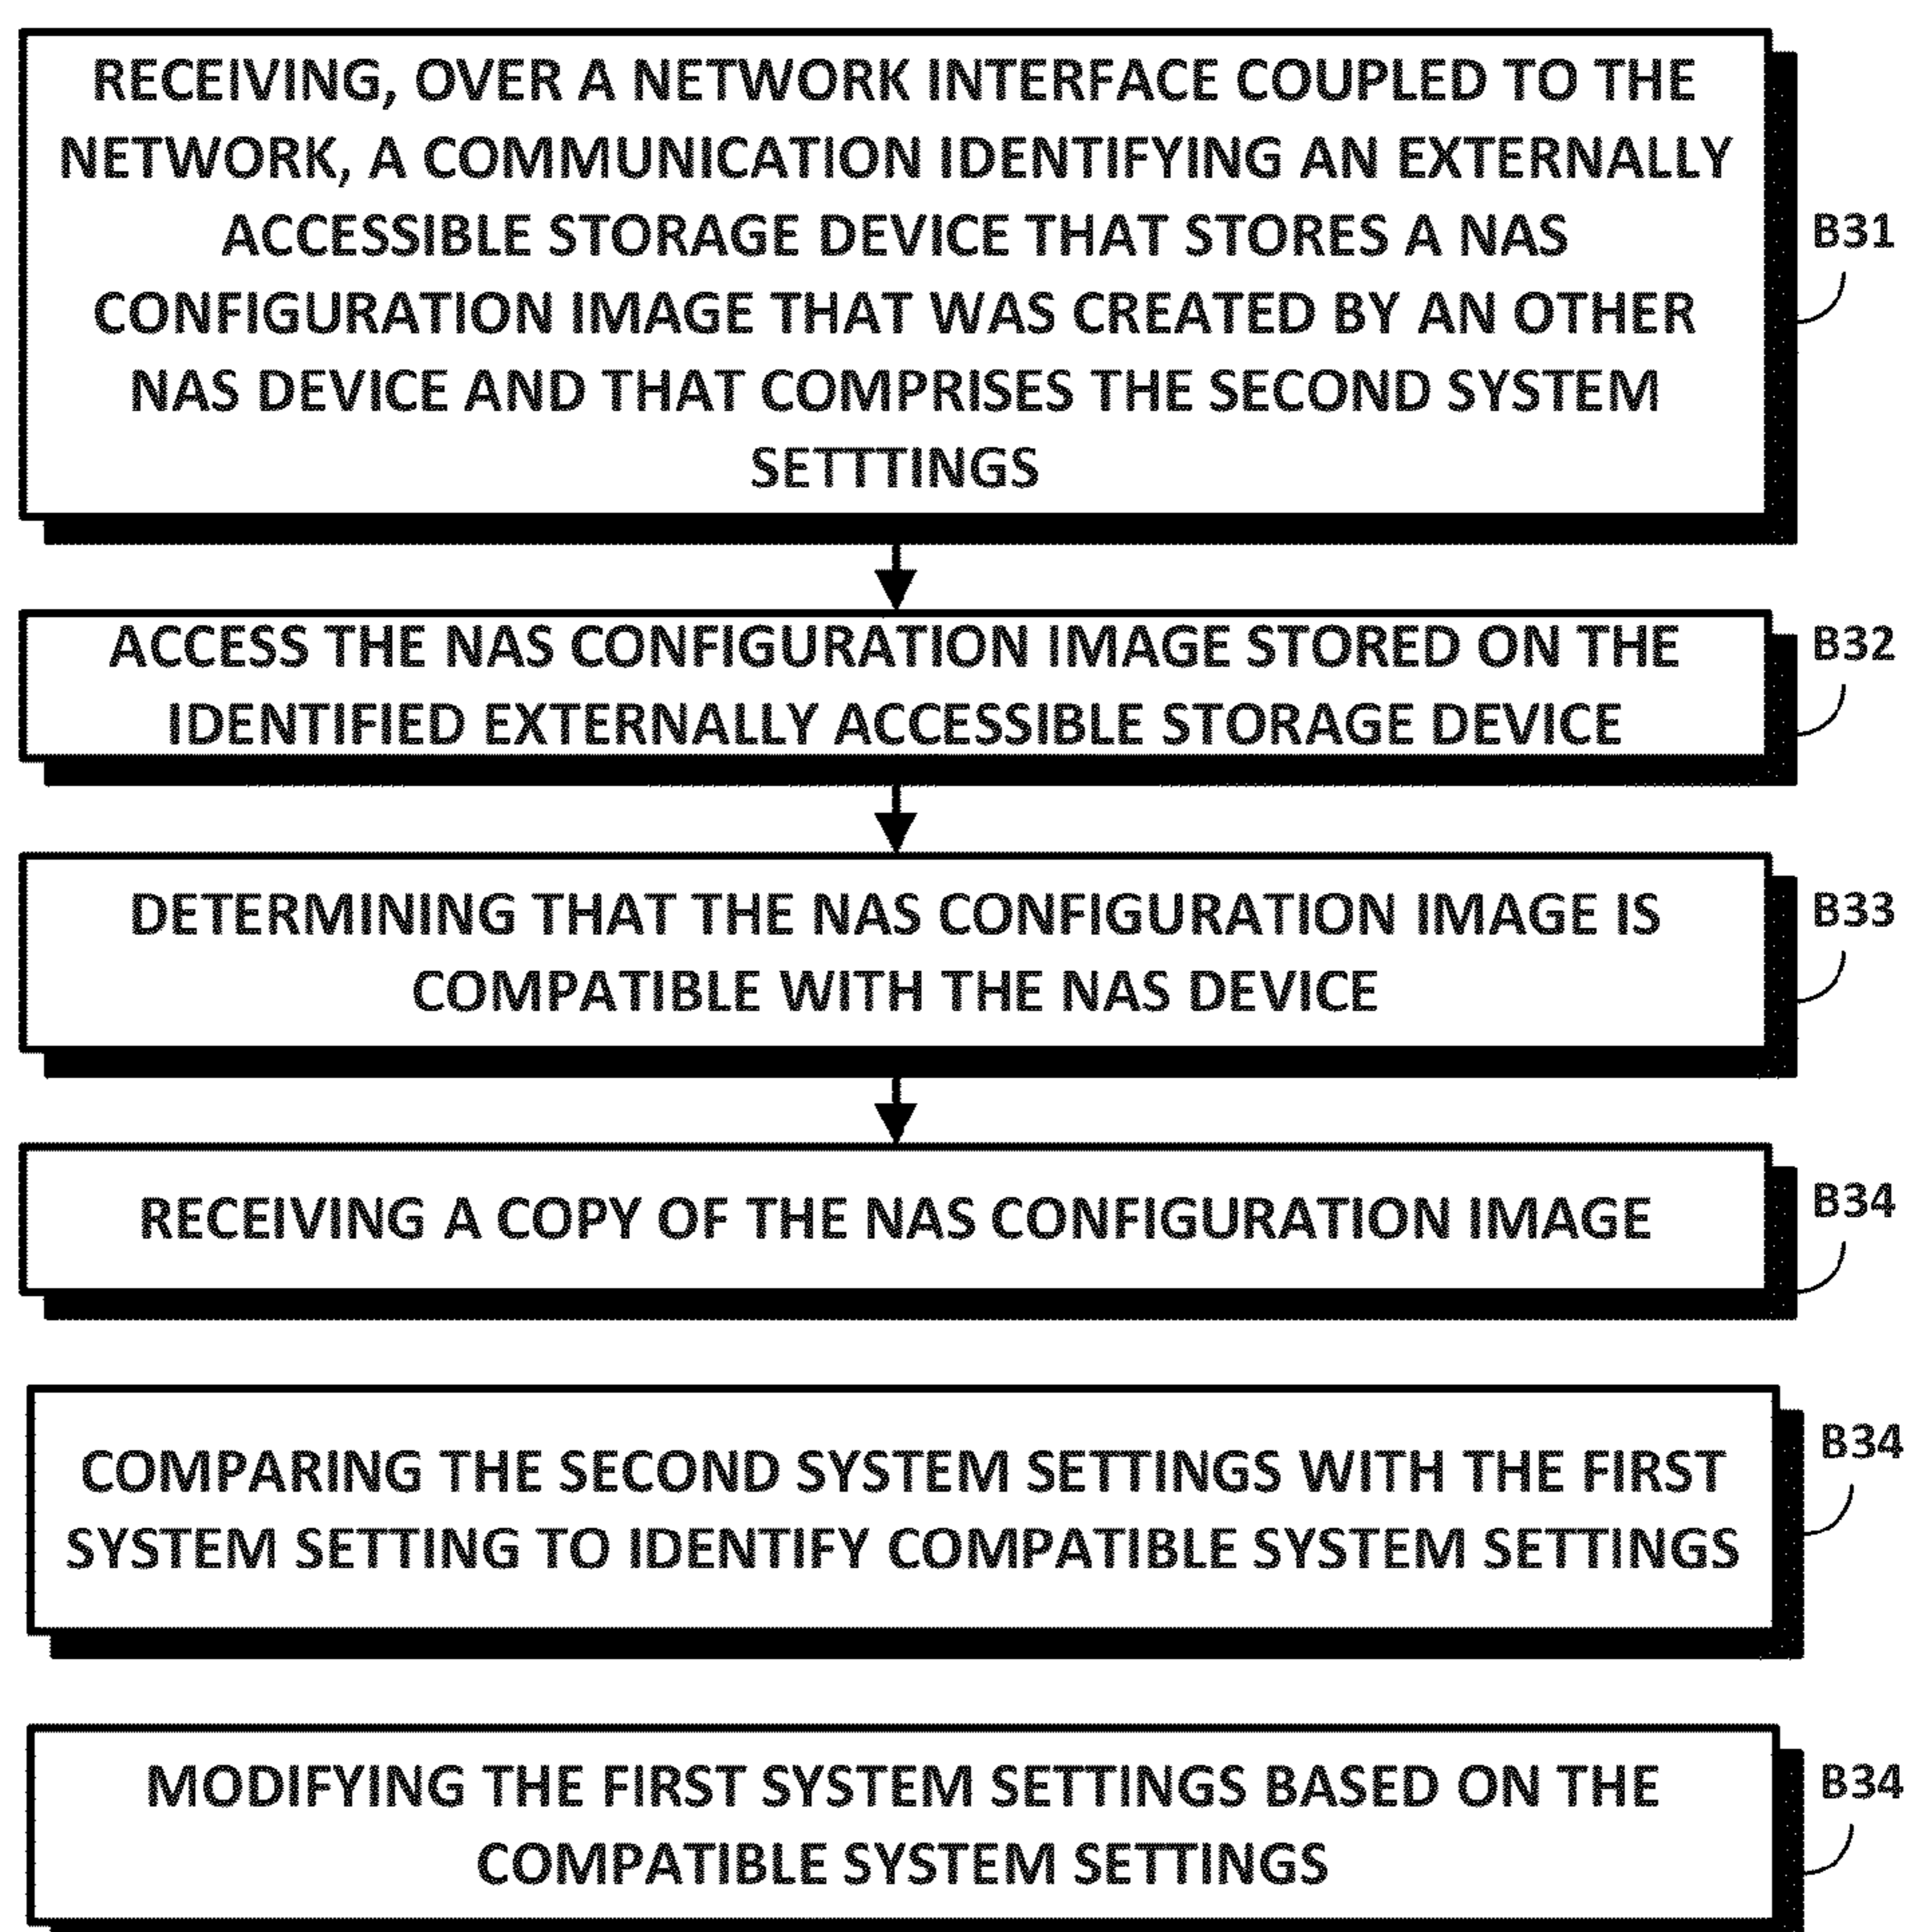 RECEIVING, OVER A NETWORK INTERFACE COUPLED TO THE
NETWORK, A COMMUNICATION IDENTIFYING AN EXTERNALLY
ACCESSIBLE STORAGE DEVICE THAT STORES A NAS
CONFIGURATION IMAGE THAT WAS CREATED BY AN OTHER
NAS DEVICE AND THAT COMPRISES THE SECOND SYSTEM
SETTTINGS
B31
ACCESS THE NAS CONFIGURATION IMAGE STORED ON THE
IDENTIFIED EXTERNALLY ACCESSIBLE STORAGE DEVICE
B32
DETERMINING THAT THE NAS CONFIGURATION IMAGE IS
COMPATIBLE WITH THE NAS DEVICE
B33
RECEIVING A COPY OF THE NAS CONFIGURATION IMAGE
B34
COMPARING THE SECOND SYSTEM SETTINGS WITH THE FIRST
SYSTEM SETTING TO IDENTIFY COMPATIBLE SYSTEM SETTINGS
B34
MODIFYING THE FIRST SYSTEM SETTINGS BASED ON THE
COMPATIBLE SYSTEM SETTINGS
B34